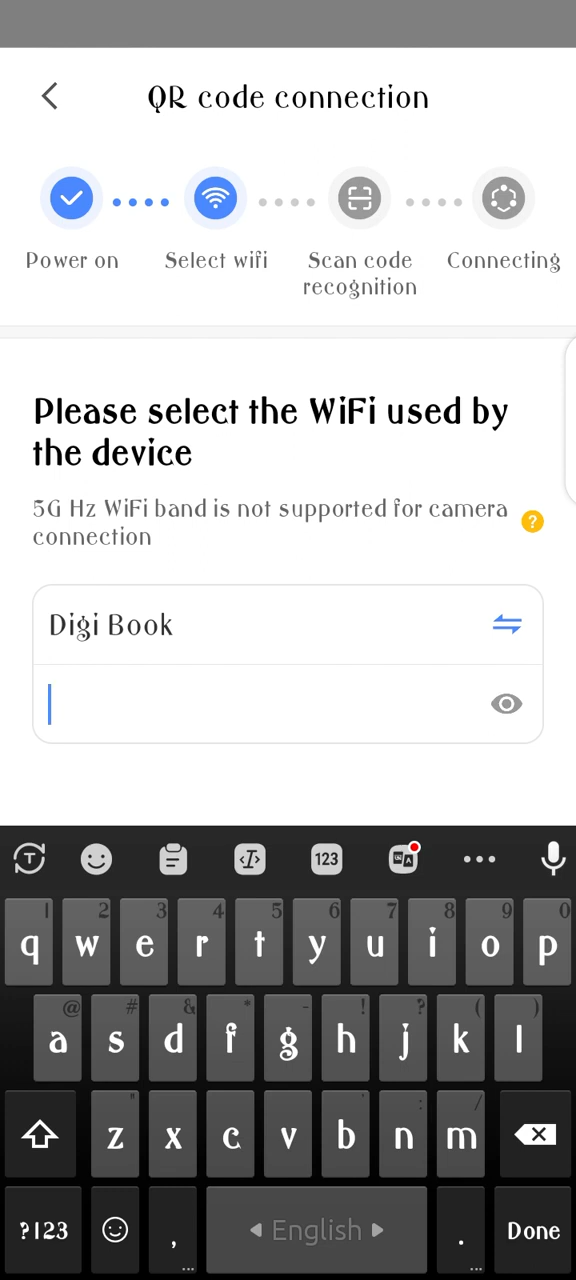 QR code connection
Power on
Select wifi
Scan code
recognition
Connecting
Please select the WiFi used by
the device
5G Hz WiFi band is not supported for camera
connection
?
Digi Book
T
T
123
A
1 2 3 4 5 6 7 8 9 0
q w e r t y u i o p
@ # & * - ! ? ( )
a s d f g h j k l
" ' : /
z x c v b n m
?123 , ... English . ... Done